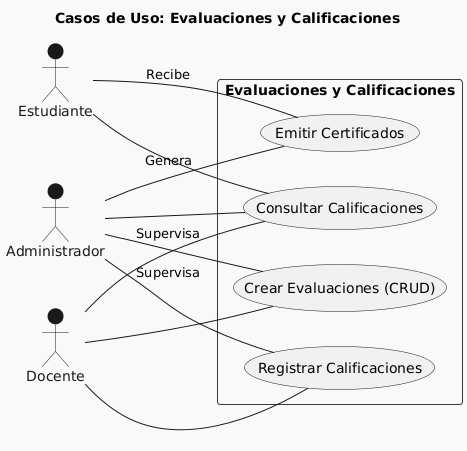 Casos de Uso: Evaluaciones y Calificaciones
Estudiante
Recibe
Evaluaciones y Calificaciones
Emitir Certificados
Genera
Administrador
Consultar Calificaciones
Supervisa
Supervisa
Crear Evaluaciones (CRUD)
Docente
Registrar Calificaciones